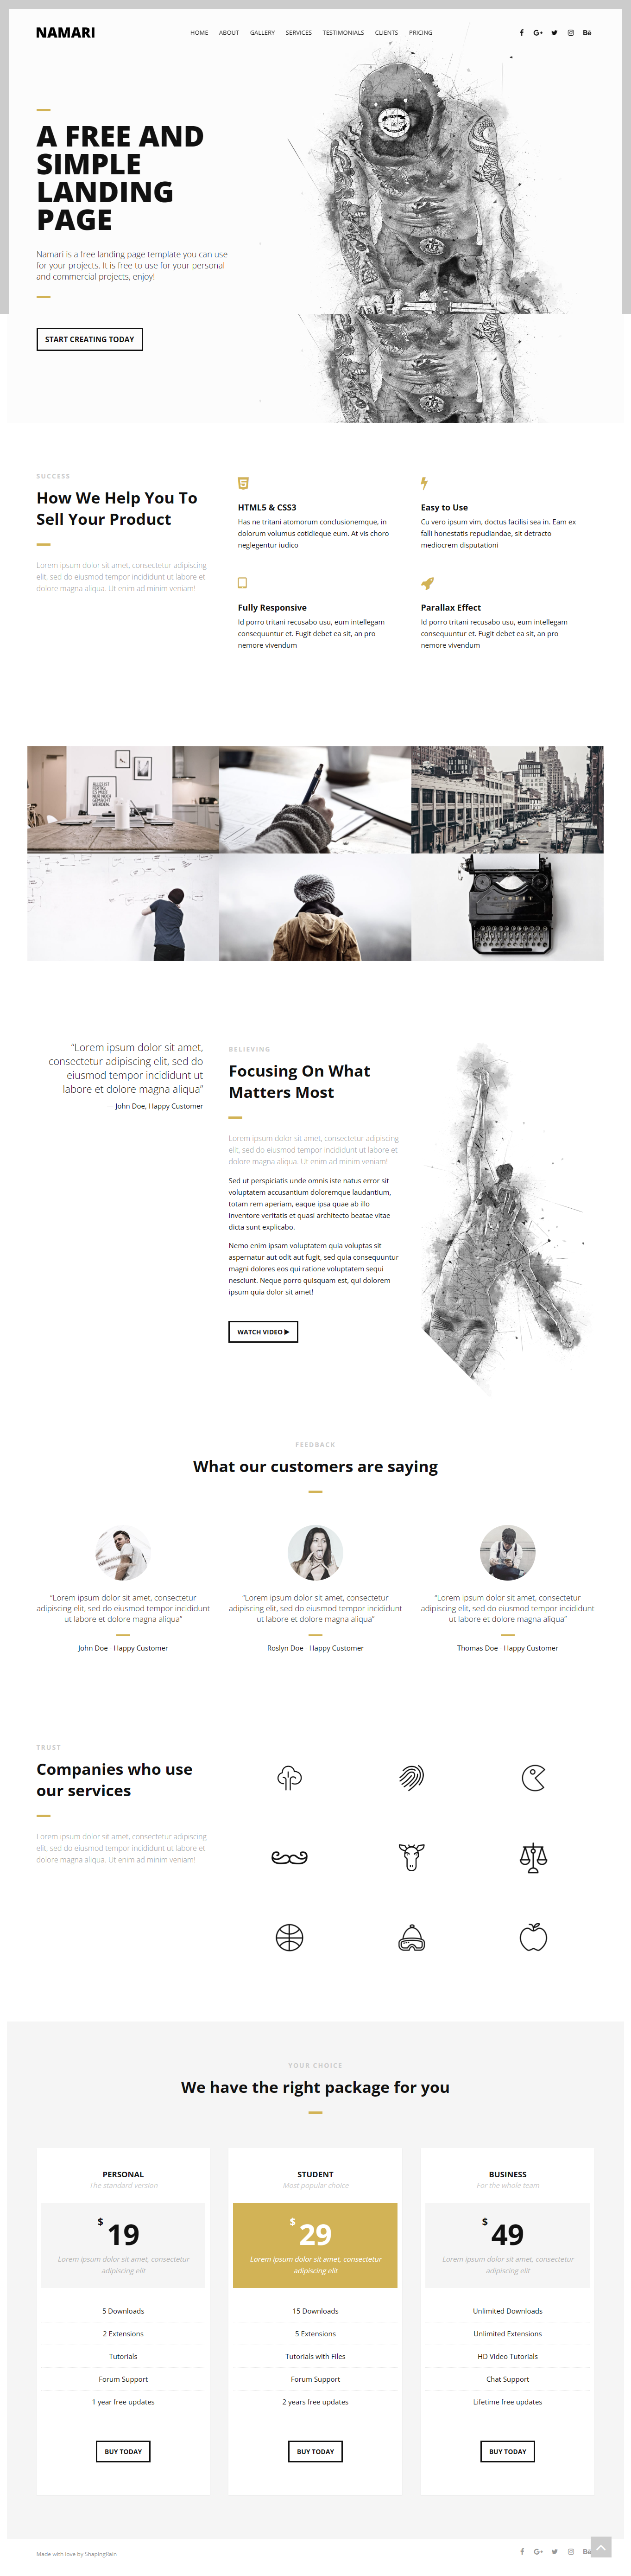 NAMARI
HOME ABOUT GALLERY SERVICES TESTIMONIALS CLIENTS PRICING
A FREE AND
SIMPLE
LANDING
PAGE
Namari is a free landing page template you can use
for your projects. It is free to use for your personal
and commercial projects, enjoy!
START CREATING TODAY
SUCCESS
How We Help You To
Sell Your Product
Lorem ipsum dolor sit amet, consectetur adipiscing
elit, sed do eiusmod tempor incididunt ut labore et
dolore magna aliqua. Ut enim ad minim veniam!
HTML5 & CSS3
Has ne tritani atomorum conclusionemque, in
dolorum volumus cotidieque eum. At vis choro
neglegentur iudico
Easy to Use
Cu vero ipsum vim, doctus facilisi sea in. Eam ex
falli honestatis repudiandae, sit detracto
mediocrem disputationi
Fully Responsive
Id porro tritani recusabo usu, eum intellegam
consequuntur et. Fugit debet ea sit, an pro
nemore vivendum
Parallax Effect
Id porro tritani recusabo usu, eum intellegam
consequuntur et. Fugit debet ea sit, an pro
nemore vivendum
"Lorem ipsum dolor sit amet,
consectetur adipiscing elit, sed do
eiusmod tempor incididunt ut
labore et dolore magna aliqua"
— John Doe, Happy Customer
BELIEVING
Focusing On What
Matters Most
Lorem ipsum dolor sit amet, consectetur adipiscing
elit, sed do eiusmod tempor incididunt ut labore et
dolore magna aliqua. Ut enim ad minim veniam!
Sed ut perspiciatis unde omnis iste natus error sit
voluptatem accusantium doloremque laudantium,
totam rem aperiam, eaque ipsa quae ab illo
inventore veritatis et quasi architecto beatae vitae
dicta sunt explicabo.
Nemo enim ipsam voluptatem quia voluptas sit
aspernatur aut odit aut fugit, sed quia consequuntur
magni dolores eos qui ratione voluptatem sequi
nesciunt. Neque porro quisquam est, qui dolorem
ipsum quia dolor sit amet!
WATCH VIDEO
FEEDBACK
What our customers are saying
"Lorem ipsum dolor sit amet, consectetur
adipiscing elit, sed do eiusmod tempor incididunt
ut labore et dolore magna aliqua"
John Doe - Happy Customer
"Lorem ipsum dolor sit amet, consectetur
adipiscing elit, sed do eiusmod tempor incididunt
ut labore et dolore magna aliqua"
Roslyn Doe - Happy Customer
"Lorem ipsum dolor sit amet, consectetur
adipiscing elit, sed do eiusmod tempor incididunt
ut labore et dolore magna aliqua"
Thomas Doe - Happy Customer
TRUST
Companies who use
our services
Lorem ipsum dolor sit amet, consectetur adipiscing
elit, sed do eiusmod tempor incididunt ut labore et
dolore magna aliqua. Ut enim ad minim veniam!
YOUR CHOICE
We have the right package for you
PERSONAL
The standard version
$ 19
Lorem ipsum dolor sit amet, consectetur
adipiscing elit
5 Downloads
2 Extensions
Tutorials
Forum Support
1 year free updates
BUY TODAY
STUDENT
Most popular choice
$ 29
Lorem ipsum dolor sit amet, consectetur
adipiscing elit
15 Downloads
5 Extensions
Tutorials with Files
Forum Support
2 years free updates
BUY TODAY
BUSINESS
For the whole team
$ 49
Lorem ipsum dolor sit amet, consectetur
adipiscing elit
Unlimited Downloads
Unlimited Extensions
HD Video Tutorials
Chat Support
Lifetime free updates
BUY TODAY
Made with love by ShapingRain